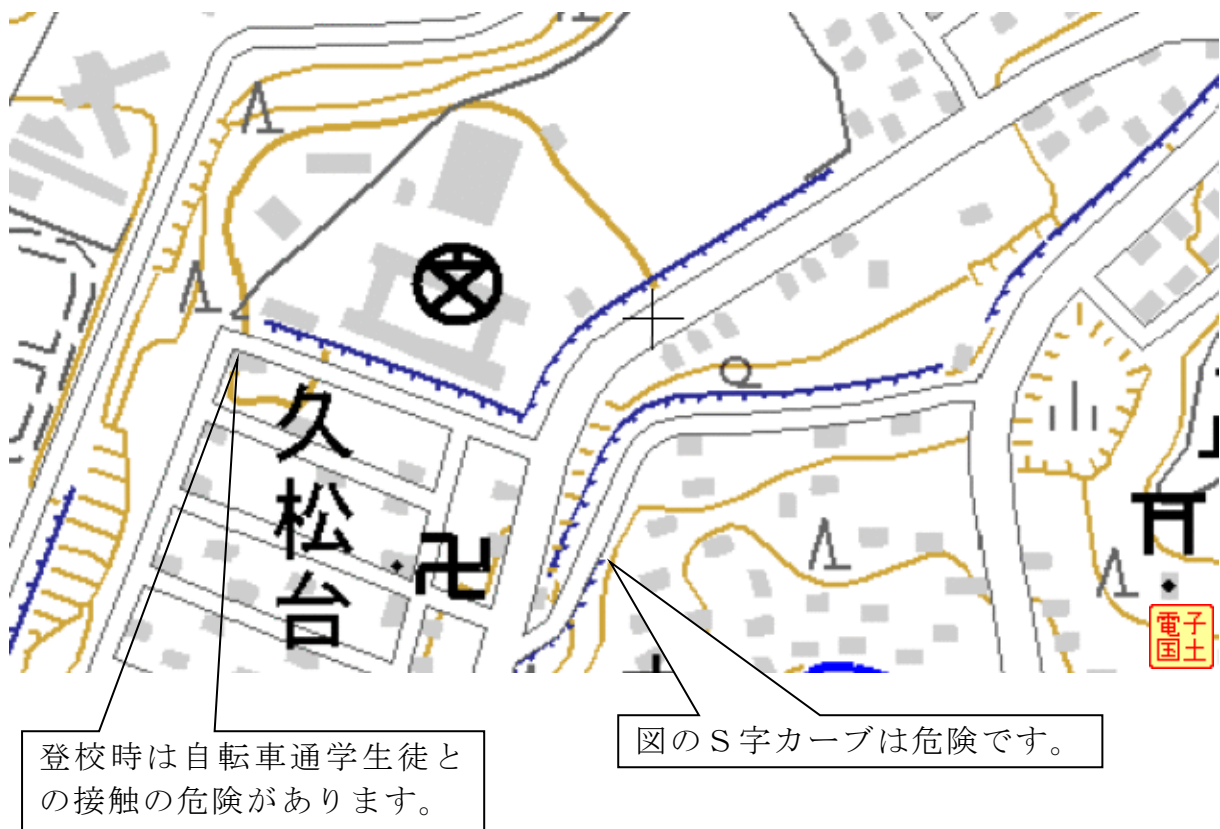 久松台
電子
国土
登校時は自転車通学生徒と
の接触の危険があります。
図のS字カーブは危険です。